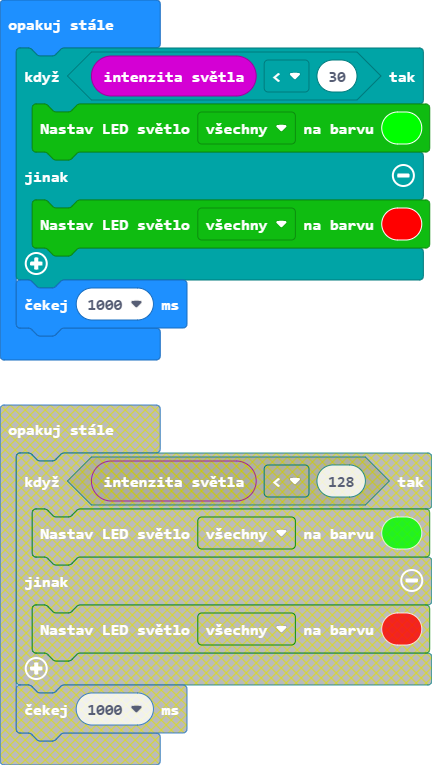 opakuj stále
když intenzita světla < 30 tak
Nastav LED světlo všechny na barvu
jinak
Nastav LED světlo všechny na barvu
čekej 1000 ms
opakuj stále
když intenzita světla < 128 tak
Nastav LED světlo všechny na barvu
jinak
Nastav LED světlo všechny na barvu
čekej 1000 ms